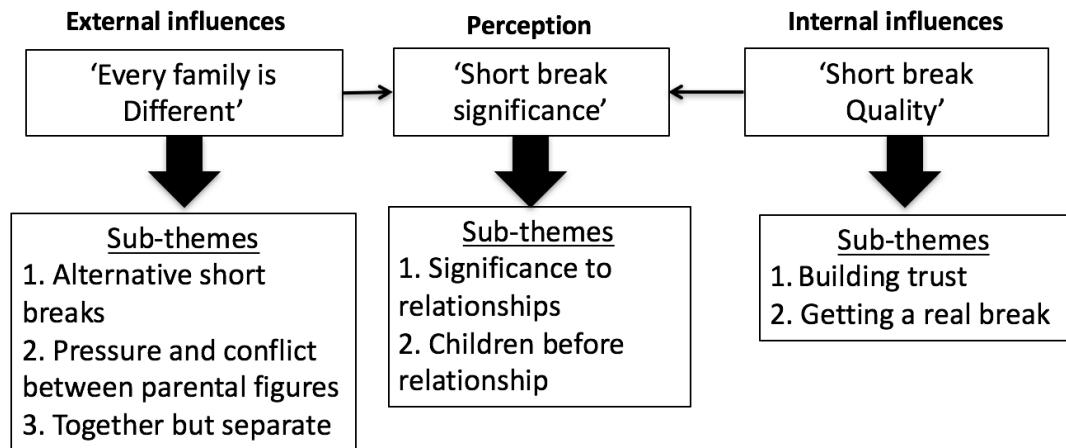 External influences
‘Every family is
Different’
Sub-themes
1. Alternative short
breaks
2. Pressure and conflict
between parental figures
3. Together but separate
Perception
‘Short break
significance’
Sub-themes
1. Significance to
relationships
2. Children before
relationship
Internal influences
‘Short break
Quality’
Sub-themes
1. Building trust
2. Getting a real break